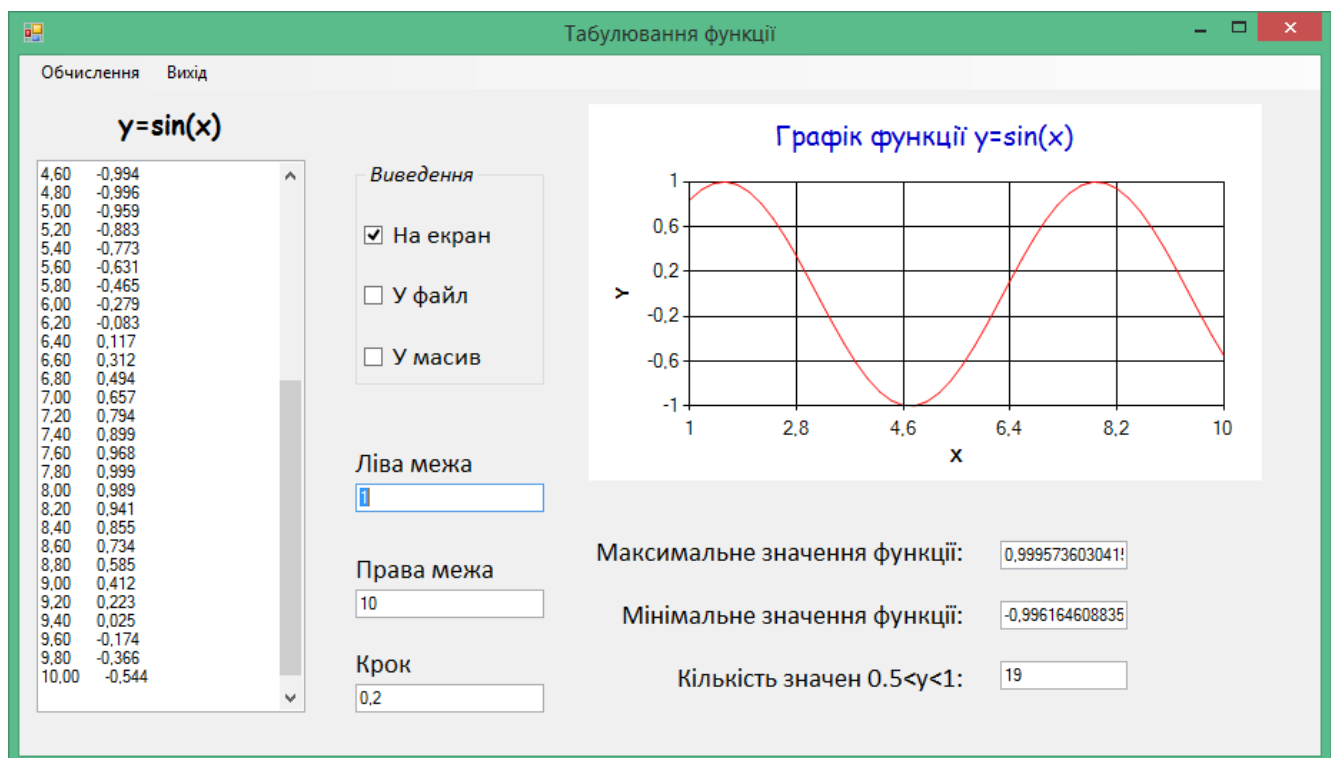 Табулювання функції
Обчислення Вихід
y=sin(x)
4,60 -0,994
4,80 -0,996
5,00 -0,959
5,20 -0,883
5,40 -0,773
5,60 -0,631
5,80 -0,465
6,00 -0,279
6,20 -0,083
6,40 0,117
6,60 0,312
6,80 0,494
7,00 0,657
7,20 0,794
7,40 0,899
7,60 0,968
7,80 0,999
8,00 0,989
8,20 0,941
8,40 0,855
8,60 0,734
8,80 0,585
9,00 0,412
9,20 0,223
9,40 0,025
9,60 -0,174
9,80 -0,366
10,00 -0,544
Виведення
На екран
У файл
У масив
Ліва межа
1
Права межа
10
Крок
0,2
Графік функції y=sin(x)
1
0,6
0,2
-0,2
-0,6
-1
Y
1 2,8 4,6 6,4 8,2 10
X
Максимальне значення функції: 0,999573603041
Мінімальне значення функції: -0,996164608835
Кількість значен 0.5<y<1: 19